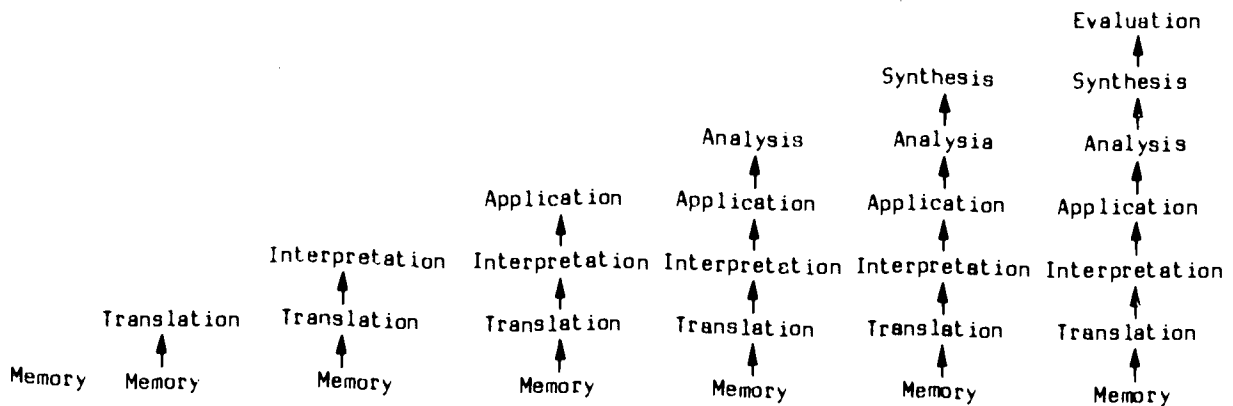 Evaluation
Synthesis Synthesis
Analysis Analysia Analysis
Application Application Application Application
Interpretation Interpretation Interpretation Interpretation Interpretation
Translation Translation Translation Translation Translation Translation
Memory Memory Memory Memory Memory Memory Memory